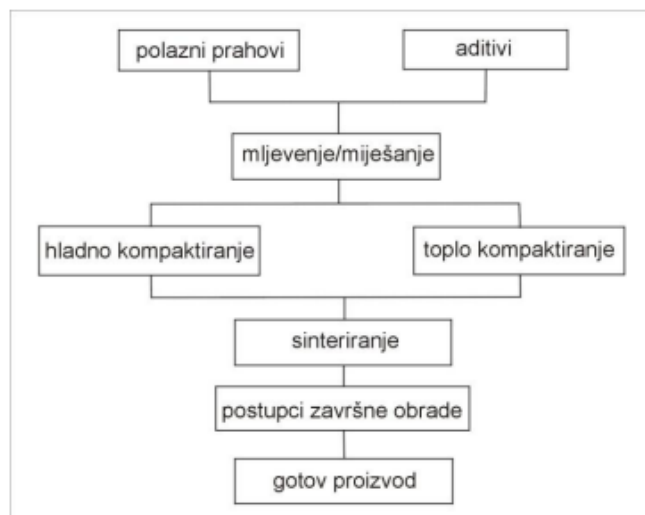 polazni prahovi
aditivi
mljevenje/miješanje
hladno kompaktiranje
toplo kompaktiranje
sinteriranje
postupci završne obrade
gotov proizvod